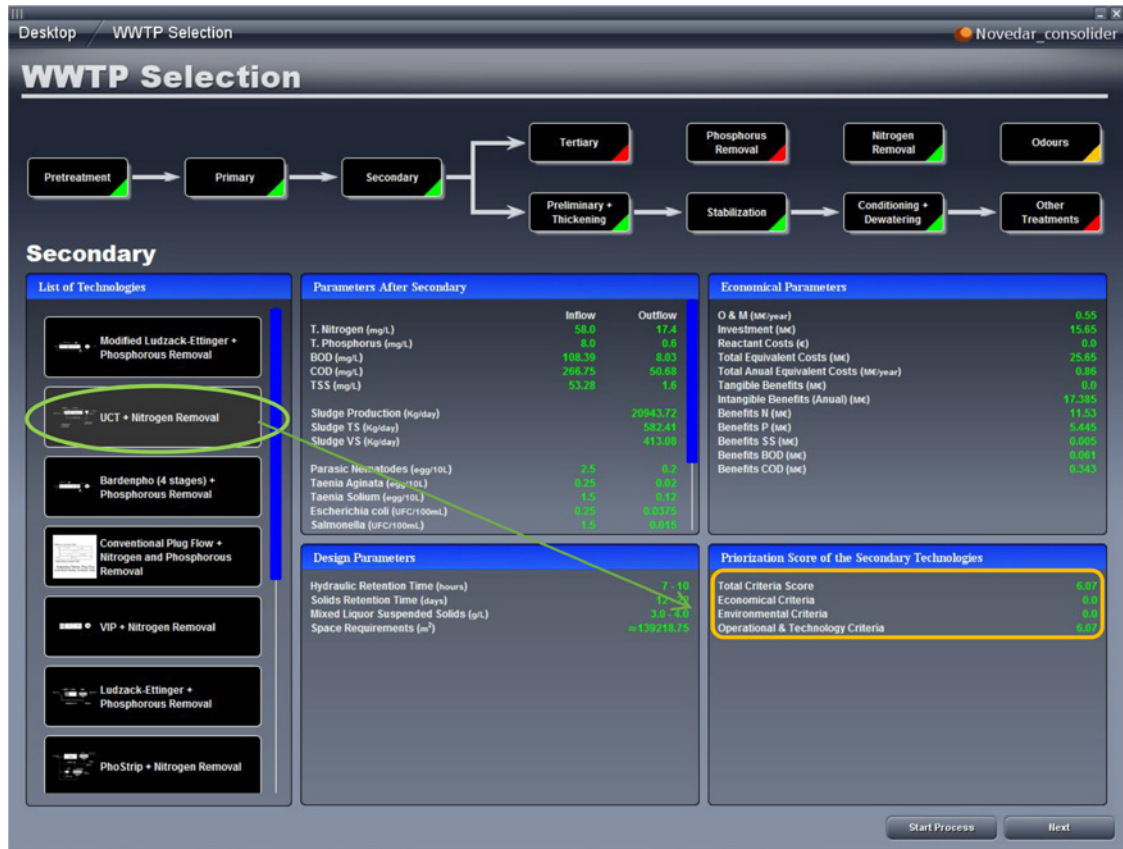 Desktop / WWTP Selection
Novedar_consolider
WWTP Selection
Pretreatment
Primary
Secondary
Tertiary
Phosphorus
Removal
Nitrogen
Removal
Odours
Preliminary +
Thickening
Stabilization
Conditioning +
Dewatering
Other
Treatments
Secondary
List of Technologies
Modified Ludzack-Ettinger +
Phosphorous Removal
UCT + Nitrogen Removal
Bardenpho (4 stages) +
Phosphorous Removal
Conventional Plug Flow +
Nitrogen and Phosphorous
Removal
VIP + Nitrogen Removal
Ludzack-Ettinger +
Phosphorous Removal
PhoStrip + Nitrogen Removal
Parameters After Secondary
Inflow Outflow
T. Nitrogen (mg/L) 58.0 17.4
T. Phosphorus (mg/L) 8.0 0.6
BOD (mg/L) 108.39 8.03
COD (mg/L) 266.75 50.68
TSS (mg/L) 53.28 1.6
Sludge Production (Kg/day) 20943.72
Sludge TS (Kg/day) 582.41
Sludge VS (Kg/day) 413.08
Parasic Nematodes (egg/10L) 2.5 0.2
Taenia Aginata (egg/10L) 0.25 0.02
Taenia Solium (egg/10L) 1.5 0.12
Escherichia coli (UFC/100mL) 0.25 0.0375
Salmonella (UFC/100mL) 1.5 0.015
Economical Parameters
O & M (M€/year) 0.55
Investment (M€) 15.65
Reactant Costs (€) 0.0
Total Equivalent Costs (M€) 25.65
Total Anual Equivalent Costs (M€/year) 0.86
Tangible Benefits (M€) 0.0
Intangible Benefits (Anual) (M€) 17.385
Benefits N (M€) 11.53
Benefits P (M€) 5.445
Benefits SS (M€) 0.005
Benefits BOD (M€) 0.061
Benefits COD (M€) 0.343
Design Parameters
Hydraulic Retention Time (hours) 7 - 10
Solids Retention Time (days)
Mixed Liquor Suspended Solids (g/L) 3.0 - 4.0
Space Requirements (m²) ≈139218.75
Priorization Score of the Secondary Technologies
Total Criteria Score 6.07
Economical Criteria 0.0
Environmental Criteria 0.0
Operational & Technology Criteria 6.07
Start Process
Next